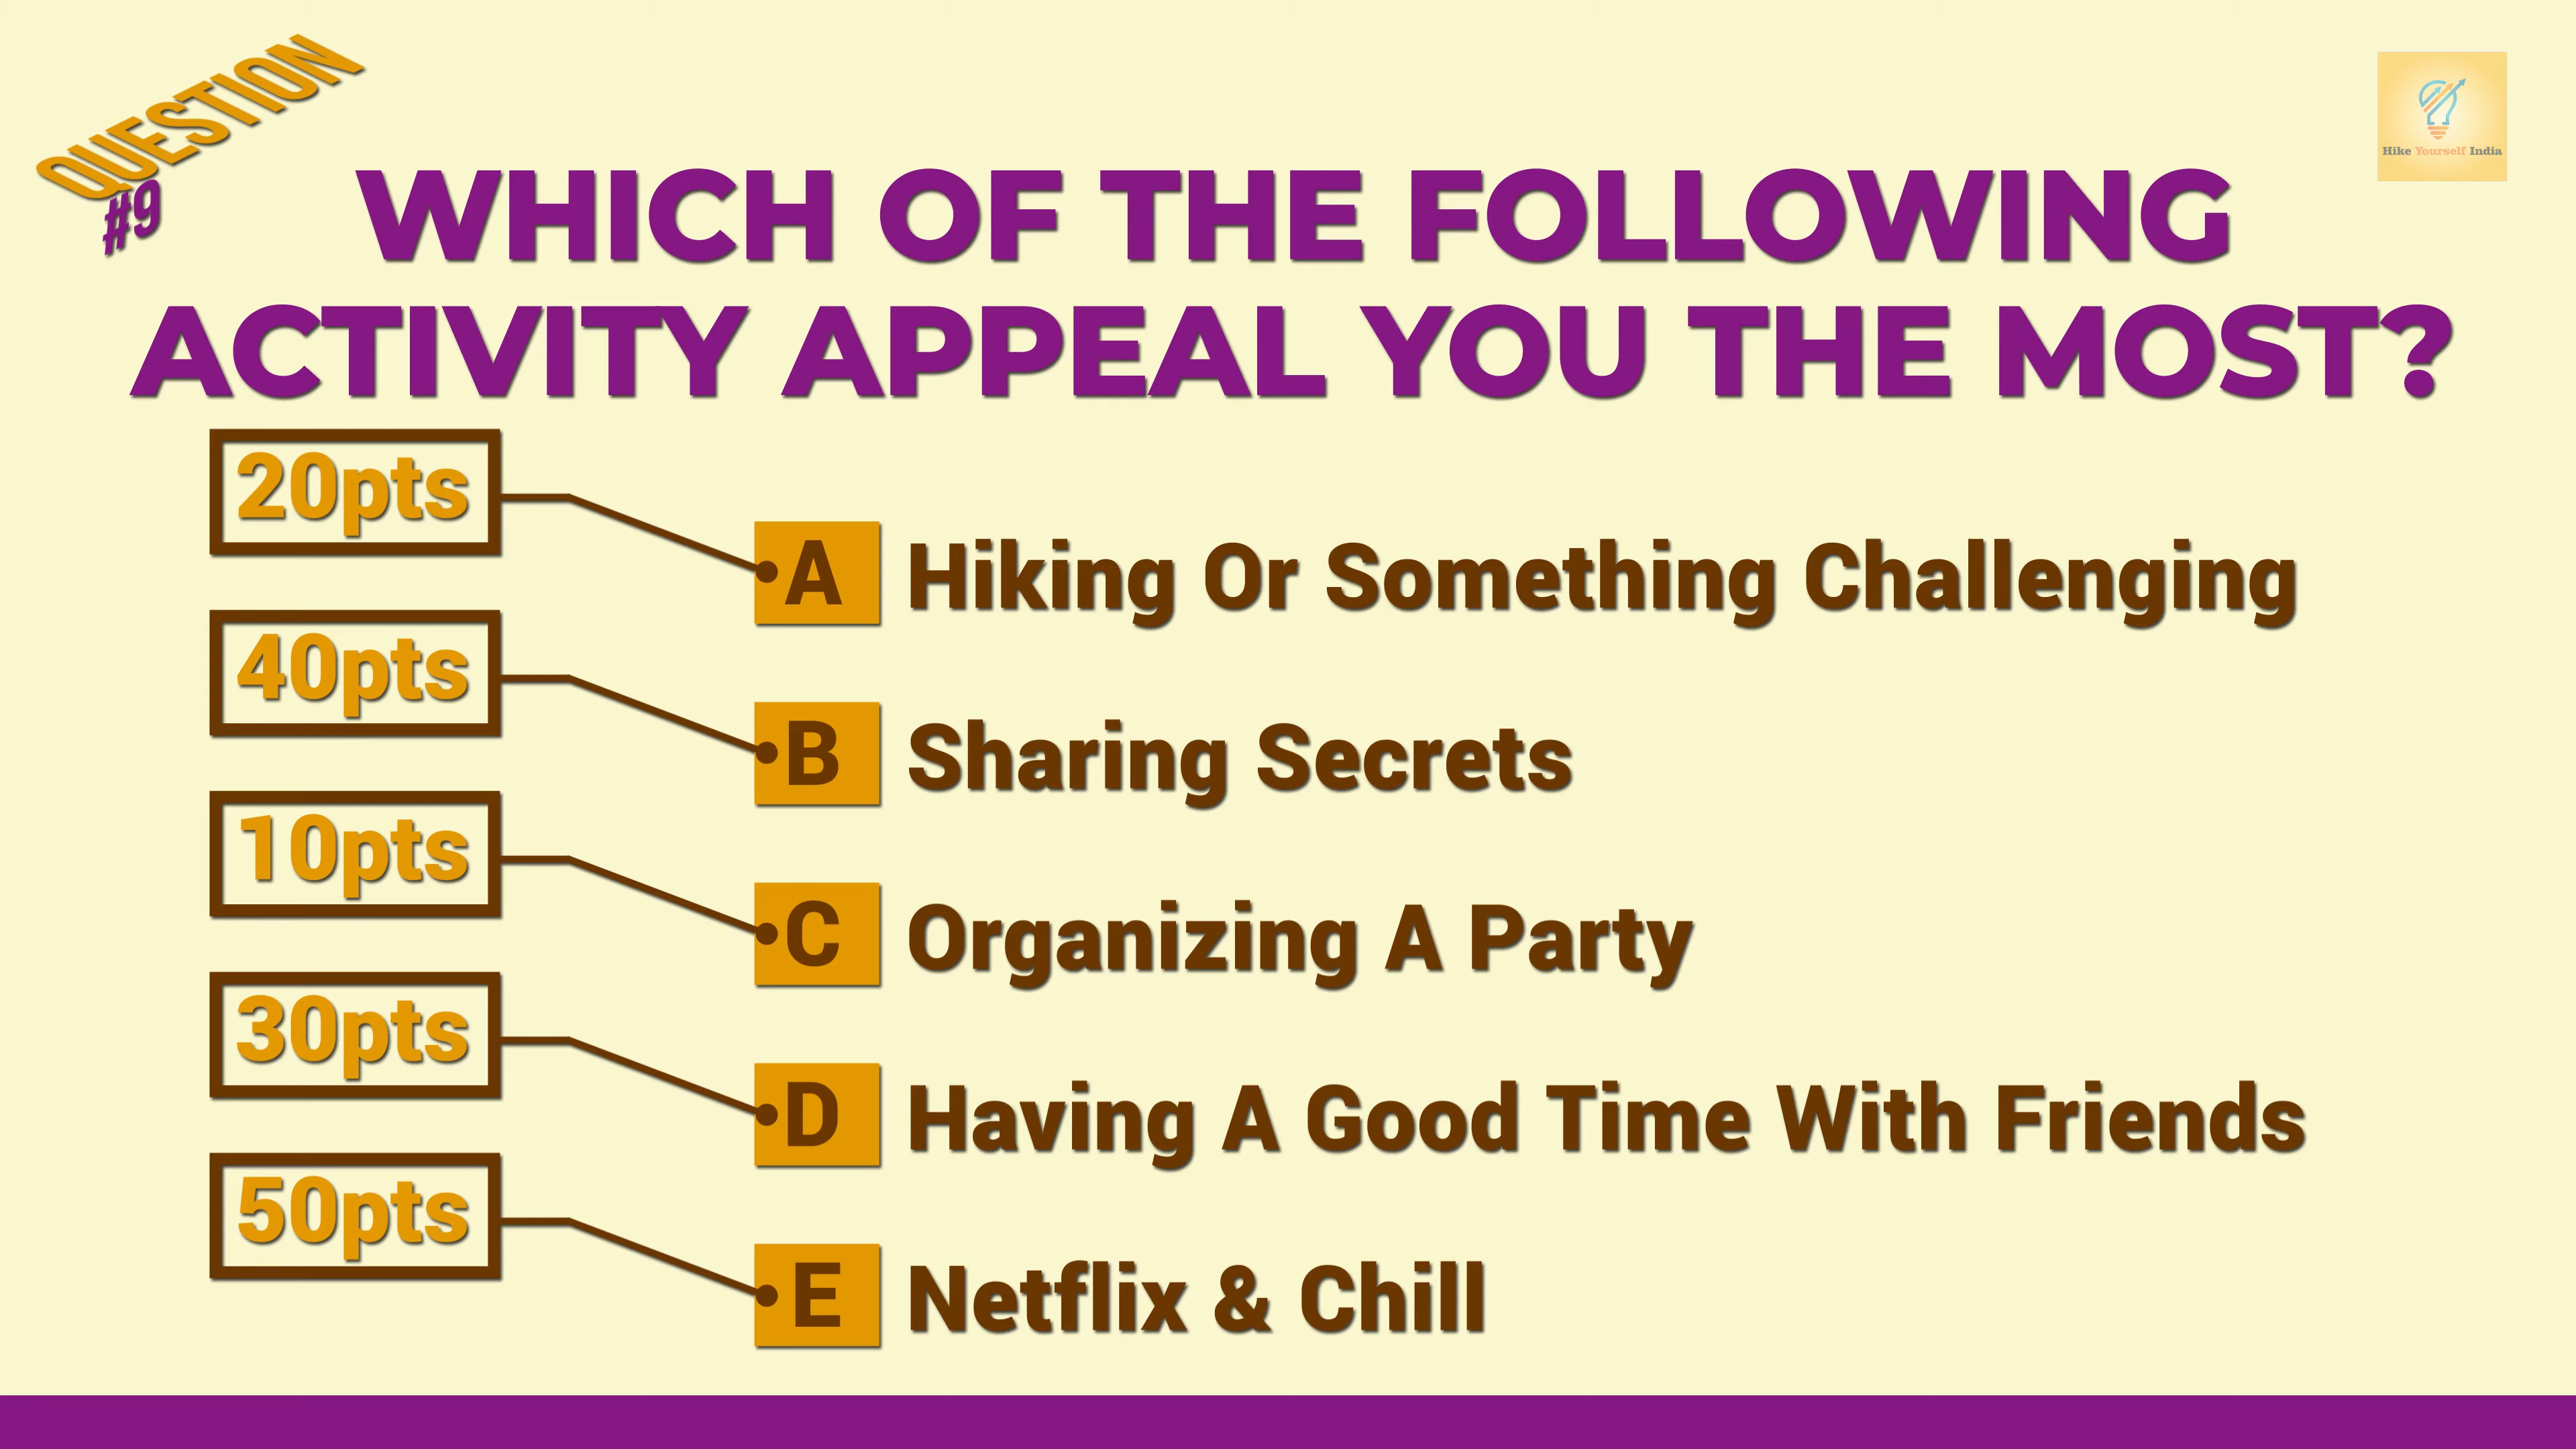 QUESTION
#9
Hike Yourself India
WHICH OF THE FOLLOWING
ACTIVITY APPEAL YOU THE MOST?
20pts
A Hiking Or Something Challenging
40pts
B Sharing Secrets
10pts
C Organizing A Party
30pts
D Having A Good Time With Friends
50pts
E Netflix & Chill